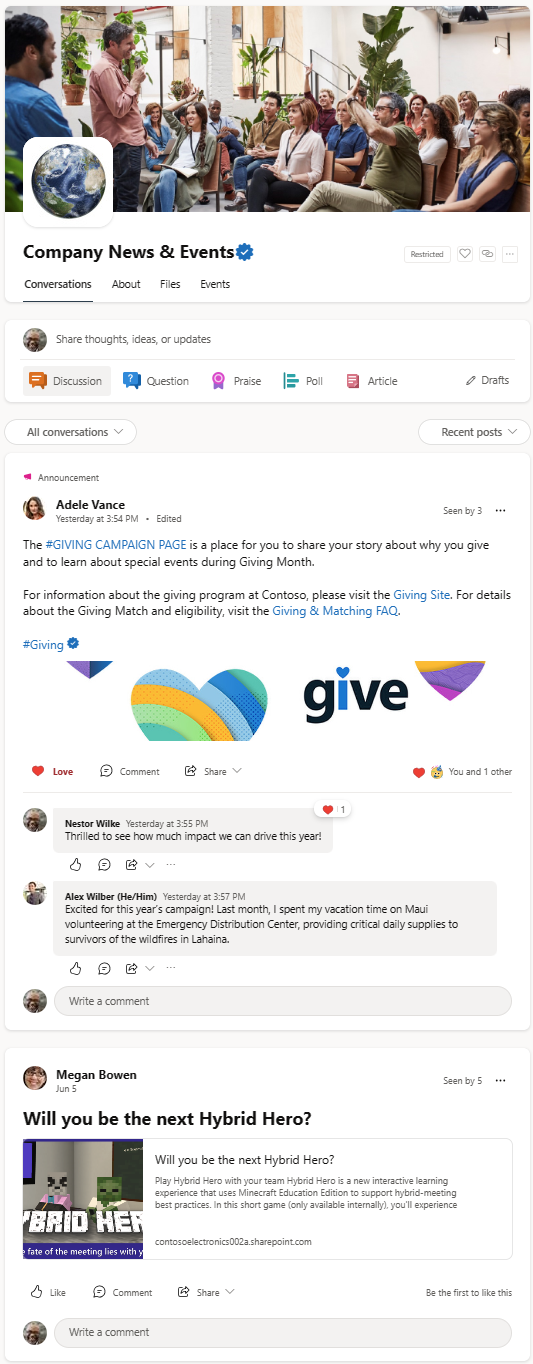 Company News & Events
Restricted
Conversations About Files Events
Share thoughts, ideas, or updates
Discussion Question Praise Poll Article Drafts
All conversations Recent posts
Announcement
Adele Vance
Yesterday at 3:54 PM • Edited
Seen by 3
The #GIVING CAMPAIGN PAGE is a place for you to share your story about why you give
and to learn about special events during Giving Month.
For information about the giving program at Contoso, please visit the Giving Site. For details
about the Giving Match and eligibility, visit the Giving & Matching FAQ.
#Giving
give
Love Comment Share You and 1 other
1
Nestor Wilke Yesterday at 3:55 PM
Thrilled to see how much impact we can drive this year!
Alex Wilber (He/Him) Yesterday at 3:57 PM
Excited for this year's campaign! Last month, I spent my vacation time on Maui
volunteering at the Emergency Distribution Center, providing critical daily supplies to
survivors of the wildfires in Lahaina.
Write a comment
Megan Bowen
Jun 5
Seen by 5
Will you be the next Hybrid Hero?
Will you be the next Hybrid Hero?
Play Hybrid Hero with your team Hybrid Hero is a new interactive learning
experience that uses Minecraft Education Edition to support hybrid-meeting
best practices. In this short game (only available internally), you'll experience
contosoelectronics002a.sharepoint.com
YBRID HER
e fate of the meeting lies with y
Like Comment Share Be the first to like this
Write a comment